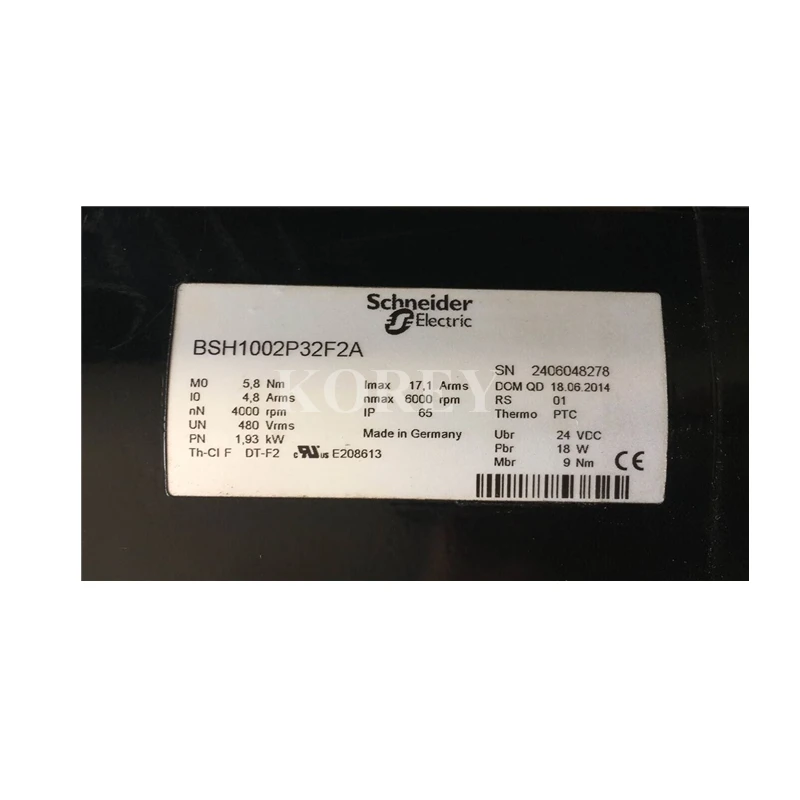 Schneider
Electric
BSH1002P32F2A
SN 2406048278
M0 5,8 Nm Imax 17,1 Arms DOM QD 18.06.2014
I0 4,8 Arms nmax 6000 rpm RS 01
nN 4000 rpm IP 65 Thermo PTC
UN 480 Vrms Made in Germany Ubr 24 VDC
PN 1,93 kW Pbr 18 W
Th-Cl F DT-F2 c RU us E208613 Mbr 9 Nm CE
KOREY